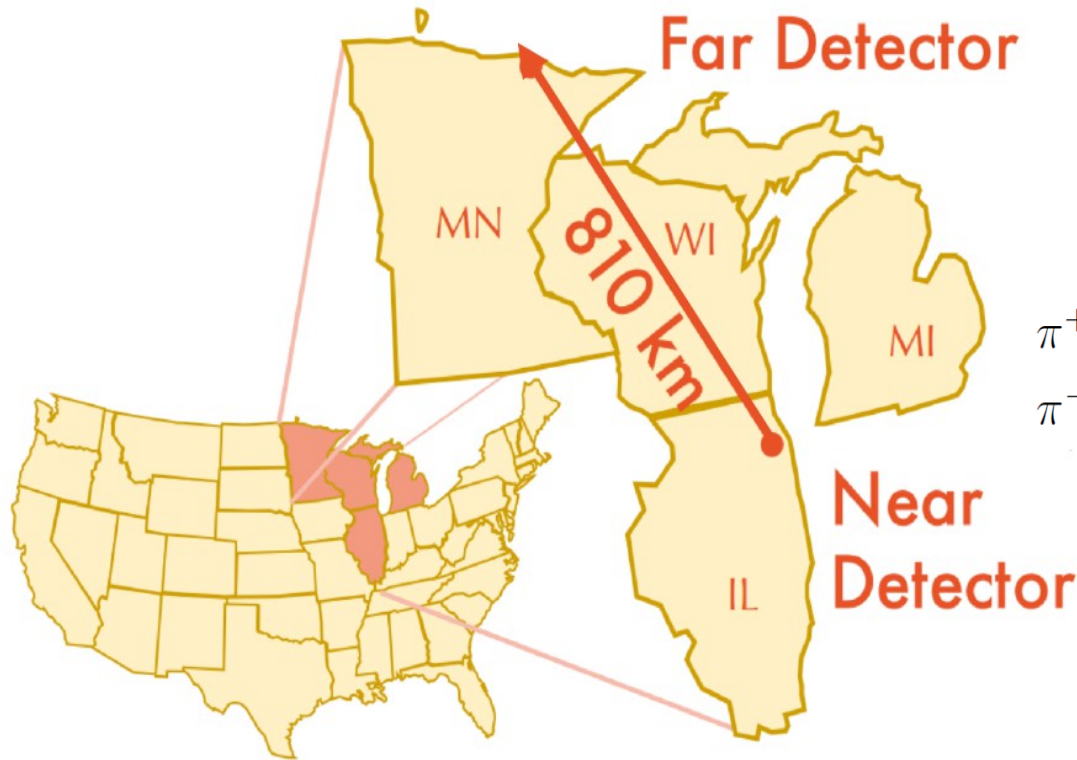 Far Detector
MN
WI
810 km
MI
π⁺
π⁻
Near
Detector
IL